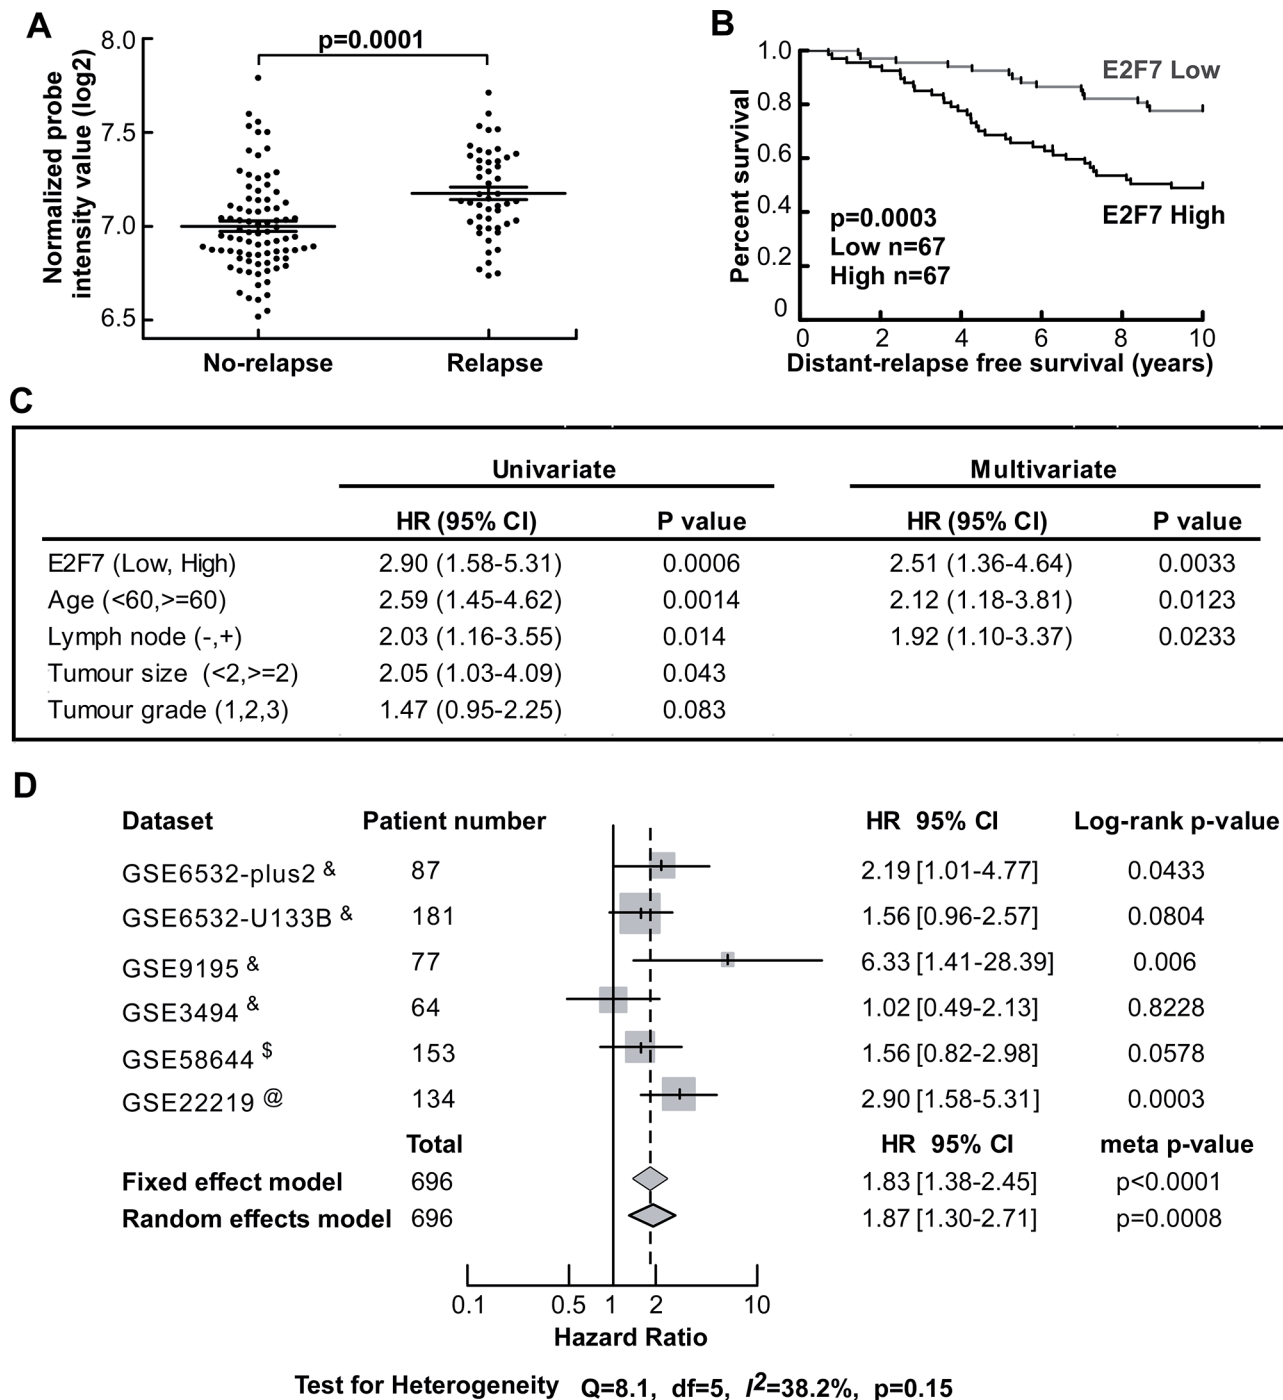 A
8.0
7.5
7.0
6.5
Normalized probe
intensity value (log2)
p=0.0001
No-relapse
Relapse
B
1.0
0.8
0.6
0.4
0.2
0
Percent survival
E2F7 Low
E2F7 High
p=0.0003
Low n=67
High n=67
0 2 4 6 8 10
Distant-relapse free survival (years)
C
Univariate Multivariate
HR (95% CI) P value HR (95% CI) P value
E2F7 (Low, High) 2.90 (1.58-5.31) 0.0006 2.51 (1.36-4.64) 0.0033
Age (<60,>=60) 2.59 (1.45-4.62) 0.0014 2.12 (1.18-3.81) 0.0123
Lymph node (-,+) 2.03 (1.16-3.55) 0.014 1.92 (1.10-3.37) 0.0233
Tumour size (<2,>=2) 2.05 (1.03-4.09) 0.043
Tumour grade (1,2,3) 1.47 (0.95-2.25) 0.083
D
Dataset Patient number HR 95% CI Log-rank p-value
GSE6532-plus2 & 87 2.19 [1.01-4.77] 0.0433
GSE6532-U133B & 181 1.56 [0.96-2.57] 0.0804
GSE9195 & 77 6.33 [1.41-28.39] 0.006
GSE3494 & 64 1.02 [0.49-2.13] 0.8228
GSE58644 $ 153 1.56 [0.82-2.98] 0.0578
GSE22219 @ 134 2.90 [1.58-5.31] 0.0003
Total HR 95% CI meta p-value
Fixed effect model 696 1.83 [1.38-2.45] p<0.0001
Random effects model 696 1.87 [1.30-2.71] p=0.0008
0.1 0.5 1 2 10
Hazard Ratio
Test for Heterogeneity Q=8.1, df=5, I²=38.2%, p=0.15